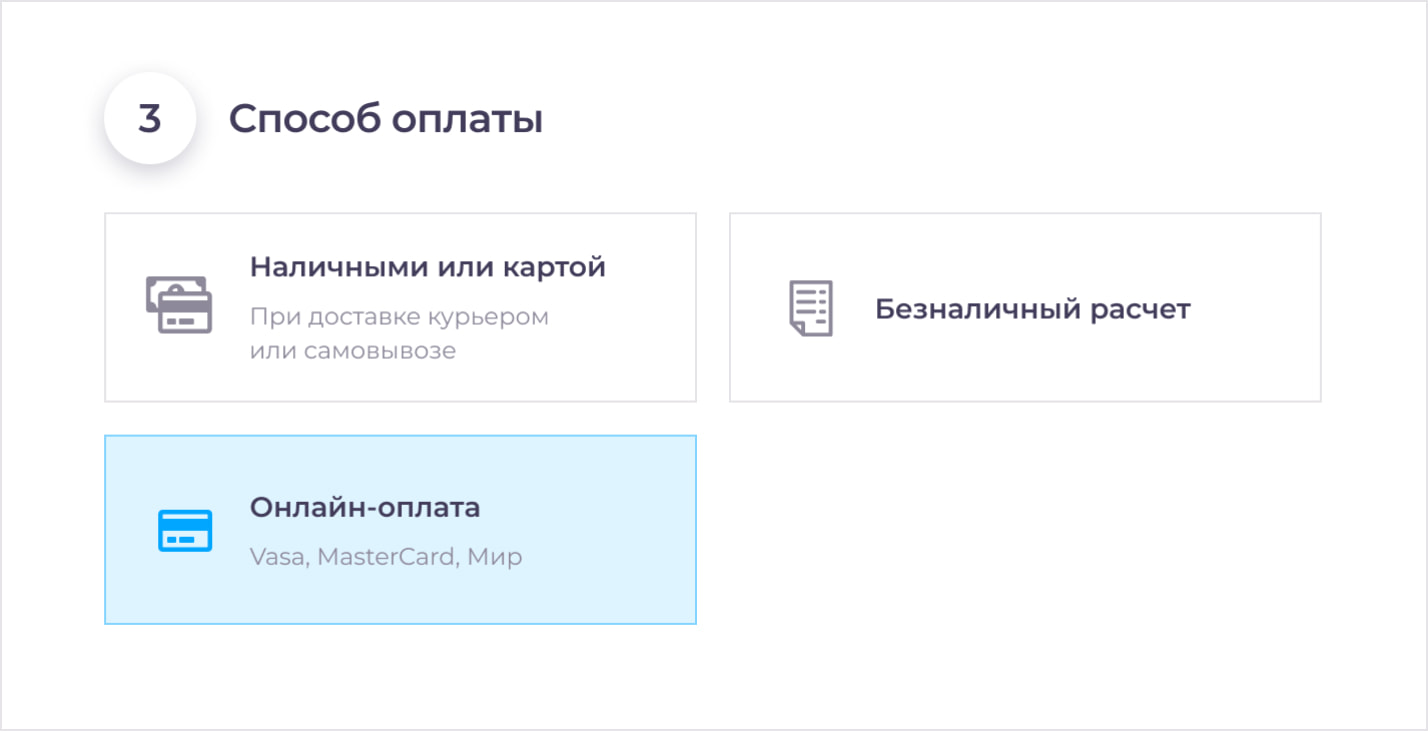 3
Способ оплаты
Наличными или картой
При доставке курьером
или самовывозе
Безналичный расчет
Онлайн-оплата
Vasa, MasterCard, Мир